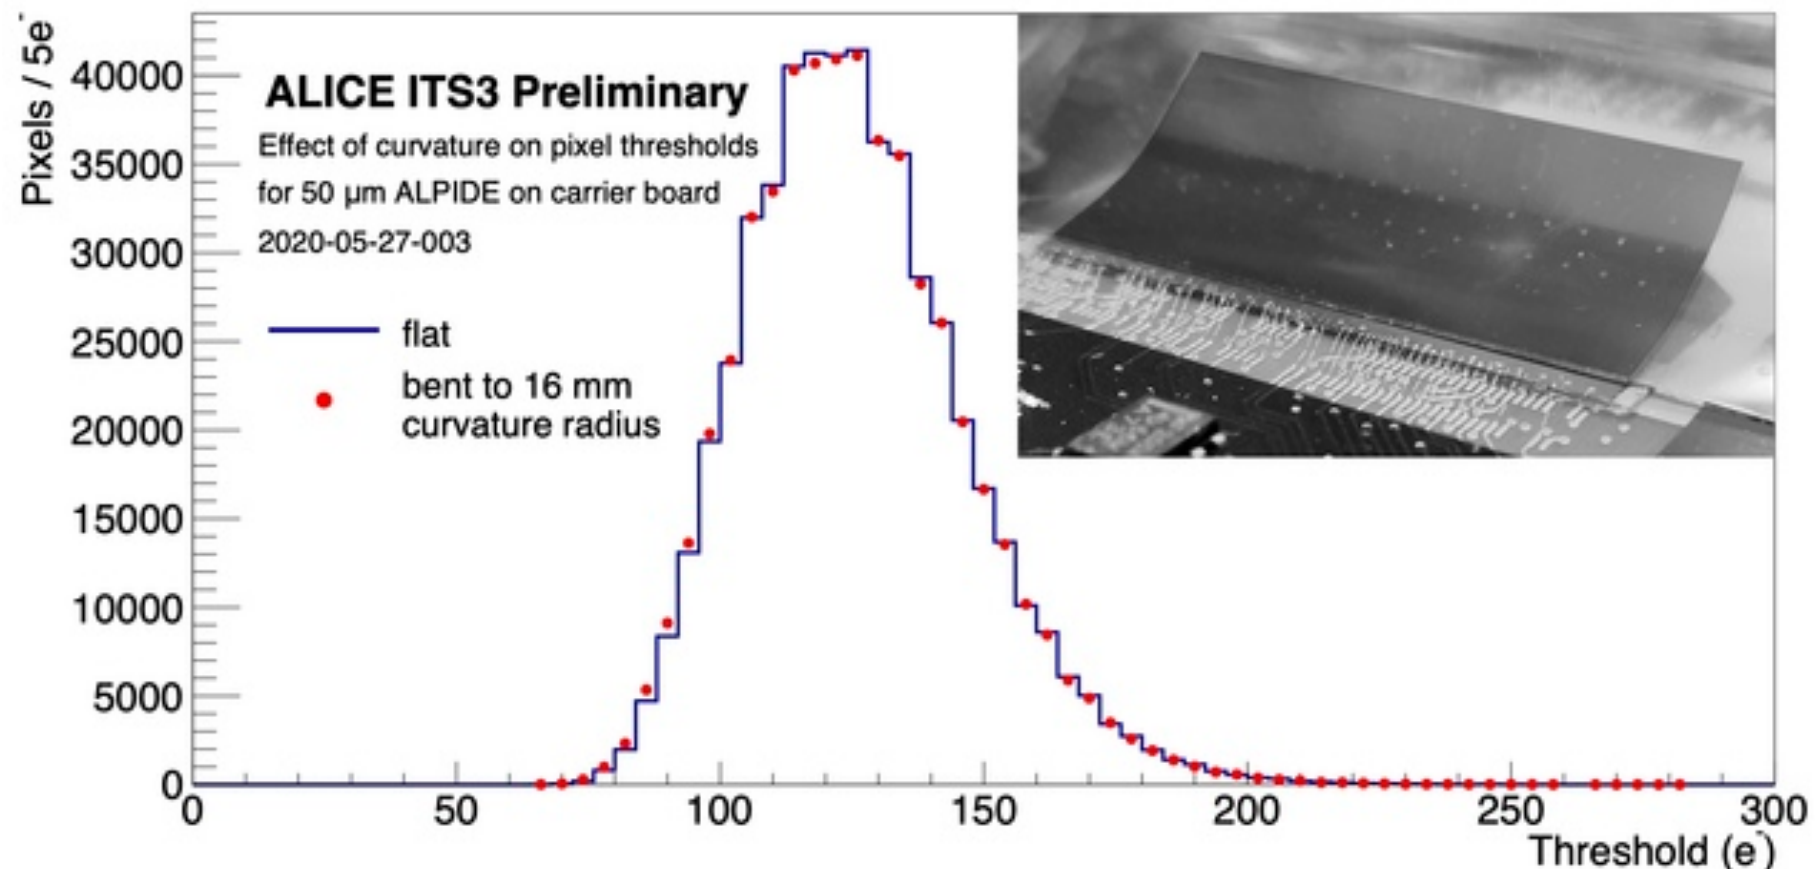 Pixels / 5e⁻
40000
35000
30000
25000
20000
15000
10000
5000
0
ALICE ITS3 Preliminary
Effect of curvature on pixel thresholds
for 50 µm ALPIDE on carrier board
2020-05-27-003
flat
bent to 16 mm
curvature radius
0 50 100 150 200 250 300
Threshold (e⁻)